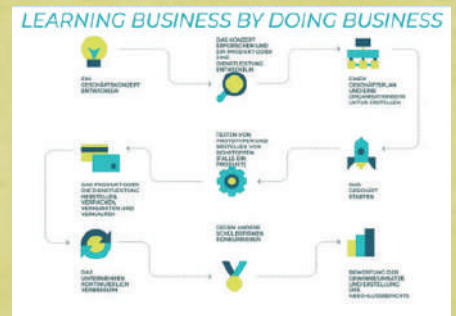 LEARNING BUSINESS BY DOING BUSINESS
EIN
GESCHÄFTSKONZEPT
ENTWICKELN
DAS KONZEPT
ERFORSCHEN UND
EIN PRODUKT ODER
EINE
DIENSTLEISTUNG
ENTWICKELN
EINEN
GESCHÄFTSPLAN
UND EINE
ERSTELLEN
DAS
GESCHÄFT
STARTEN
TESTEN VON
PROTOTYPEN UND
BESTELLEN VON
ROHSTOFFEN
(FALLS EIN
PRODUKT)
DAS PRODUKT ODER
DIE DIENSTLEISTUNG
HERSTELLEN,
VERPACKEN,
VERMARKTEN UND
VERKAUFEN
DAS
UNTERNEHMEN
KONTINUIERLICH
VERBESSERN
GEGEN ANDERE
SCHÜLERFIRMEN
KONKURRIEREN
BEWERTUNG DER
GEWINNE/UMSÄTZE
UND ERSTELLUNG
DES
ABSCHLUSSBERICHTS